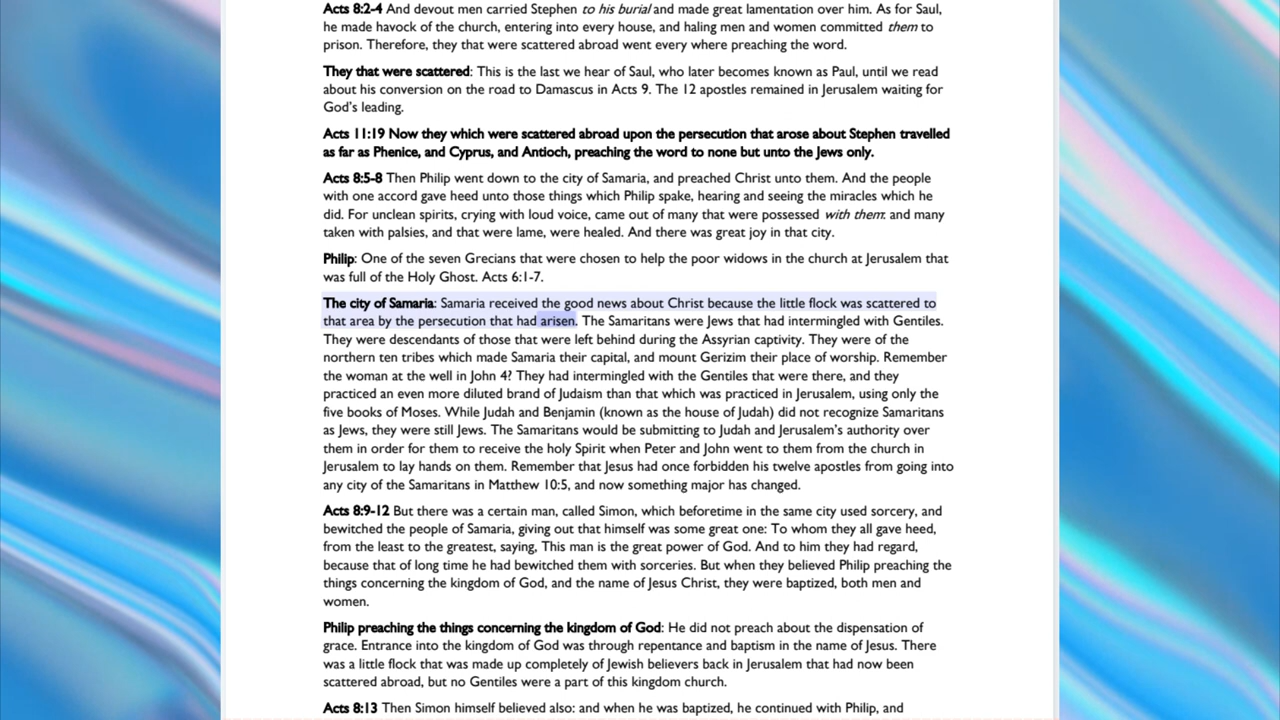 Acts 8:2-4 And devout men carried Stephen to his burial and made great lamentation over him. As for Saul,
he made havock of the church, entering into every house, and haling men and women committed them to
prison. Therefore, they that were scattered abroad went every where preaching the word.
They that were scattered: This is the last we hear of Saul, who later becomes known as Paul, until we read
about his conversion on the road to Damascus in Acts 9. The 12 apostles remained in Jerusalem waiting for
God's leading.
Acts 11:19 Now they which were scattered abroad upon the persecution that arose about Stephen travelled
as far as Phenice, and Cyprus, and Antioch, preaching the word to none but unto the Jews only.
Acts 8:5-8 Then Philip went down to the city of Samaria, and preached Christ unto them. And the people
with one accord gave heed unto those things which Philip spake, hearing and seeing the miracles which he
did. For unclean spirits, crying with loud voice, came out of many that were possessed with them: and many
taken with palsies, and that were lame, were healed. And there was great joy in that city.
Philip: One of the seven Grecians that were chosen to help the poor widows in the church at Jerusalem that
was full of the Holy Ghost. Acts 6:1-7.
The city of Samaria: Samaria received the good news about Christ because the little flock was scattered to
that area by the persecution that had arisen. The Samaritans were Jews that had intermingled with Gentiles.
They were descendants of those that were left behind during the Assyrian captivity. They were of the
northern ten tribes which made Samaria their capital, and mount Gerizim their place of worship. Remember
the woman at the well in John 4? They had intermingled with the Gentiles that were there, and they
practiced an even more diluted brand of Judaism than that which was practiced in Jerusalem, using only the
five books of Moses. While Judah and Benjamin (known as the house of Judah) did not recognize Samaritans
as Jews, they were still Jews. The Samaritans would be submitting to Judah and Jerusalem's authority over
them in order for them to receive the holy Spirit when Peter and John went to them from the church in
Jerusalem to lay hands on them. Remember that Jesus had once forbidden his twelve apostles from going into
any city of the Samaritans in Matthew 10:5, and now something major has changed.
Acts 8:9-12 But there was a certain man, called Simon, which beforetime in the same city used sorcery, and
bewitched the people of Samaria, giving out that himself was some great one: To whom they all gave heed,
from the least to the greatest, saying, This man is the great power of God. And to him they had regard,
because that of long time he had bewitched them with sorceries. But when they believed Philip preaching the
things concerning the kingdom of God, and the name of Jesus Christ, they were baptized, both men and
women.
Philip preaching the things concerning the kingdom of God: He did not preach about the dispensation of
grace. Entrance into the kingdom of God was through repentance and baptism in the name of Jesus. There
was a little flock that was made up completely of Jewish believers back in Jerusalem that had now been
scattered abroad, but no Gentiles were a part of this kingdom church.
Acts 8:13 Then Simon himself believed also: and when he was baptized, he continued with Philip, and